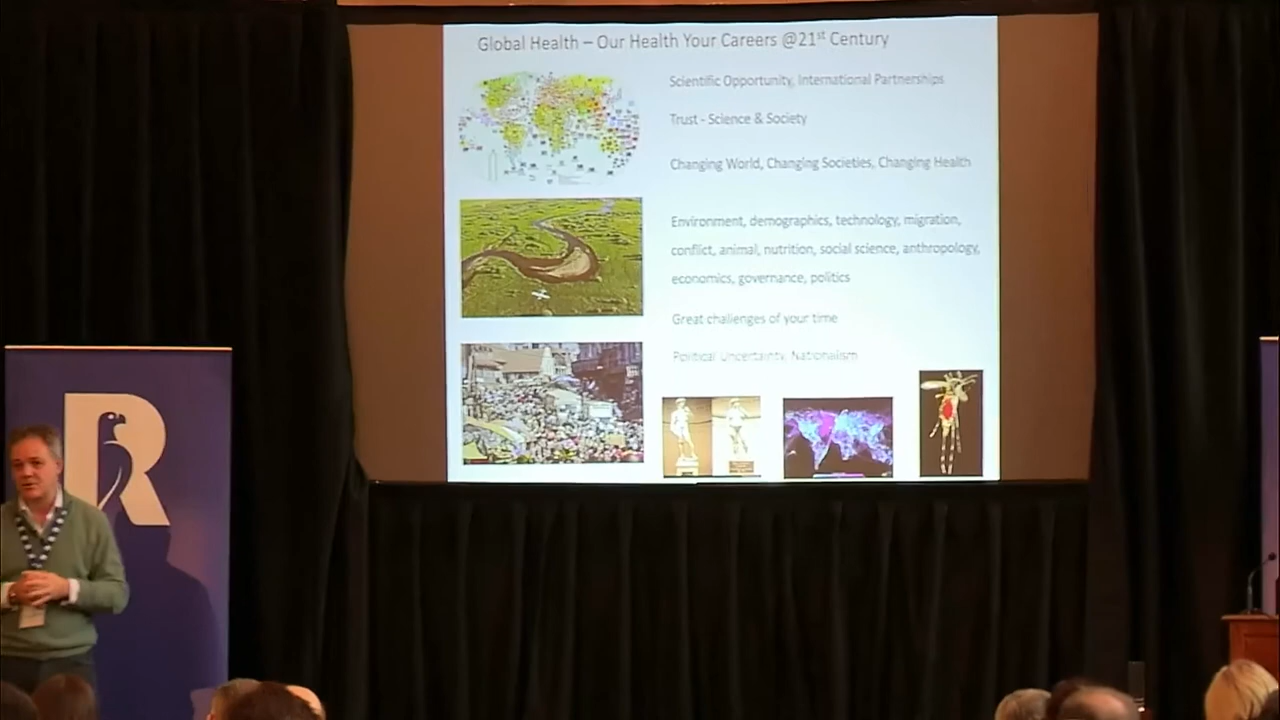 Global Health – Our Health Your Careers @21st Century
Scientific Opportunity, International Partnerships
Trust - Science & Society
Changing World, Changing Societies, Changing Health
Environment, demographics, technology, migration,
conflict, animal, nutrition, social science, anthropology,
economics, governance, politics
Great challenges of your time
Political Uncertainty, Nationalism
R